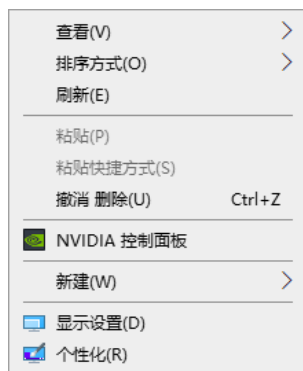 查看(V)
排序方式(O)
刷新(E)
粘贴(P)
粘贴快捷方式(S)
撤消 删除(U) Ctrl+Z
NVIDIA 控制面板
新建(W)
显示设置(D)
个性化(R)